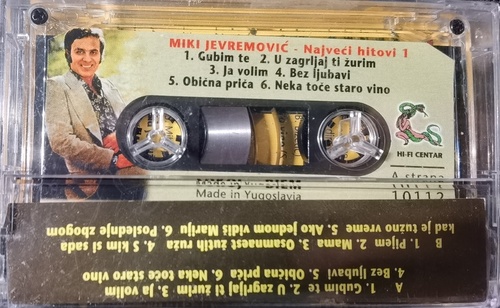 MIKI JEVREMOVIĆ - Najveći hitovi 1
1. Gubim te 2. U zagrljaj ti žurim
3. Ja volim 4. Bez ljubavi
5. Obična priča 6. Neka toče staro vino
HI-FI CENTAR
A strana
Made in Yugoslavia
10112
A 1. Gubim te 2. U zagrljaj ti žurim 3. Ja volim
4. Bez ljubavi 5. Obična priča 6. Neka toče staro vino
B 1. Pijem 2. Mama 3. Osamnaest žutih ruža 4. S kim si sada
kad je tužno vreme 5. Ako jednom vidiš Mariju 6. Poslednje zbogom